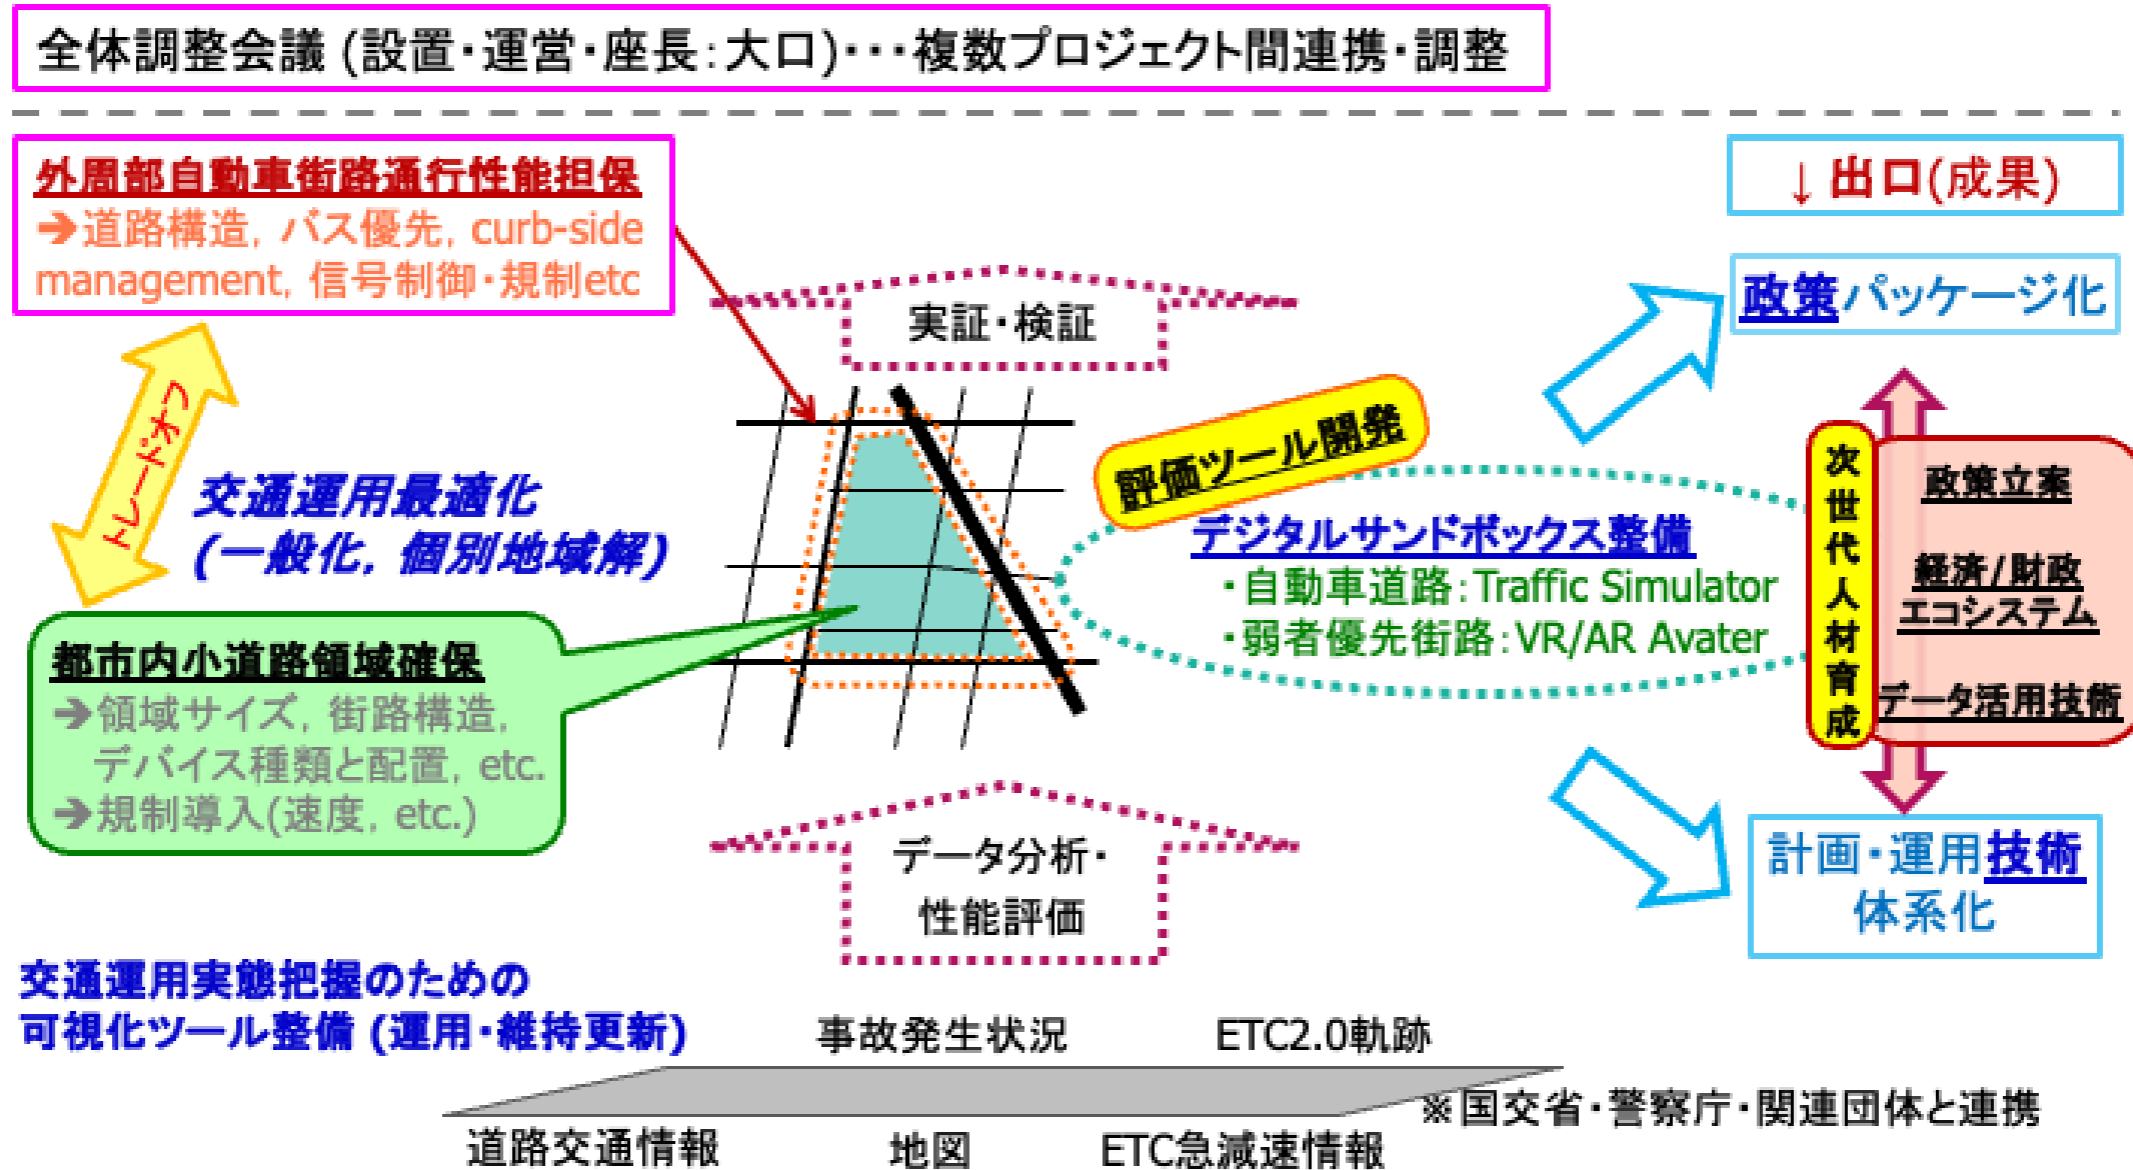 全体調整会議 (設置・運営・座長:大口)・・・複数プロジェクト間連携・調整
外周部自動車街路通行性能担保
➔道路構造, バス優先, curb-side
management, 信号制御・規制etc
↓出口(成果)
政策パッケージ化
実証・検証
トレードオフ
交通運用最適化
(一般化, 個別地域解)
評価ツール開発
デジタルサンドボックス整備
・自動車道路:Traffic Simulator
・弱者優先街路:VR/AR Avater
次世代人材育成
政策立案
経済/財政
エコシステム
データ活用技術
都市内小道路領域確保
➔領域サイズ, 街路構造,
デバイス種類と配置, etc.
➔規制導入(速度, etc.)
データ分析・
性能評価
計画・運用技術
体系化
交通運用実態把握のための
可視化ツール整備 (運用・維持更新)
事故発生状況
ETC2.0軌跡
※国交省・警察庁・関連団体と連携
道路交通情報
地図
ETC急減速情報